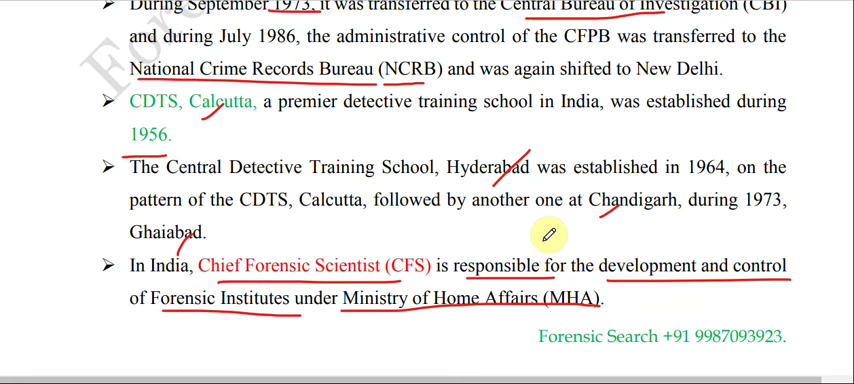 During September 1973, it was transferred to the Central Bureau of Investigation (CBI)
and during July 1986, the administrative control of the CFPB was transferred to the
National Crime Records Bureau (NCRB) and was again shifted to New Delhi.
CDTS, Calcutta, a premier detective training school in India, was established during
1956.
The Central Detective Training School, Hyderabad was established in 1964, on the
pattern of the CDTS, Calcutta, followed by another one at Chandigarh, during 1973,
Ghaiabad.
In India, Chief Forensic Scientist (CFS) is responsible for the development and control
of Forensic Institutes under Ministry of Home Affairs (MHA).
Forensic Search +91 9987093923.